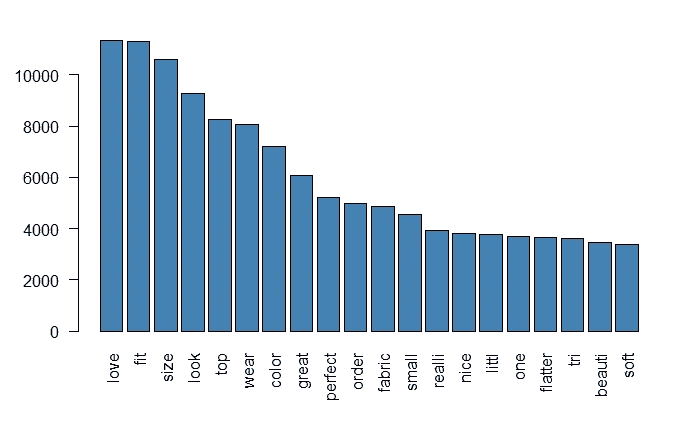 10000
8000
6000
4000
2000
0
love
fit
size
look
top
wear
color
great
perfect
order
fabric
small
realli
nice
littl
one
flatter
tri
beauti
soft